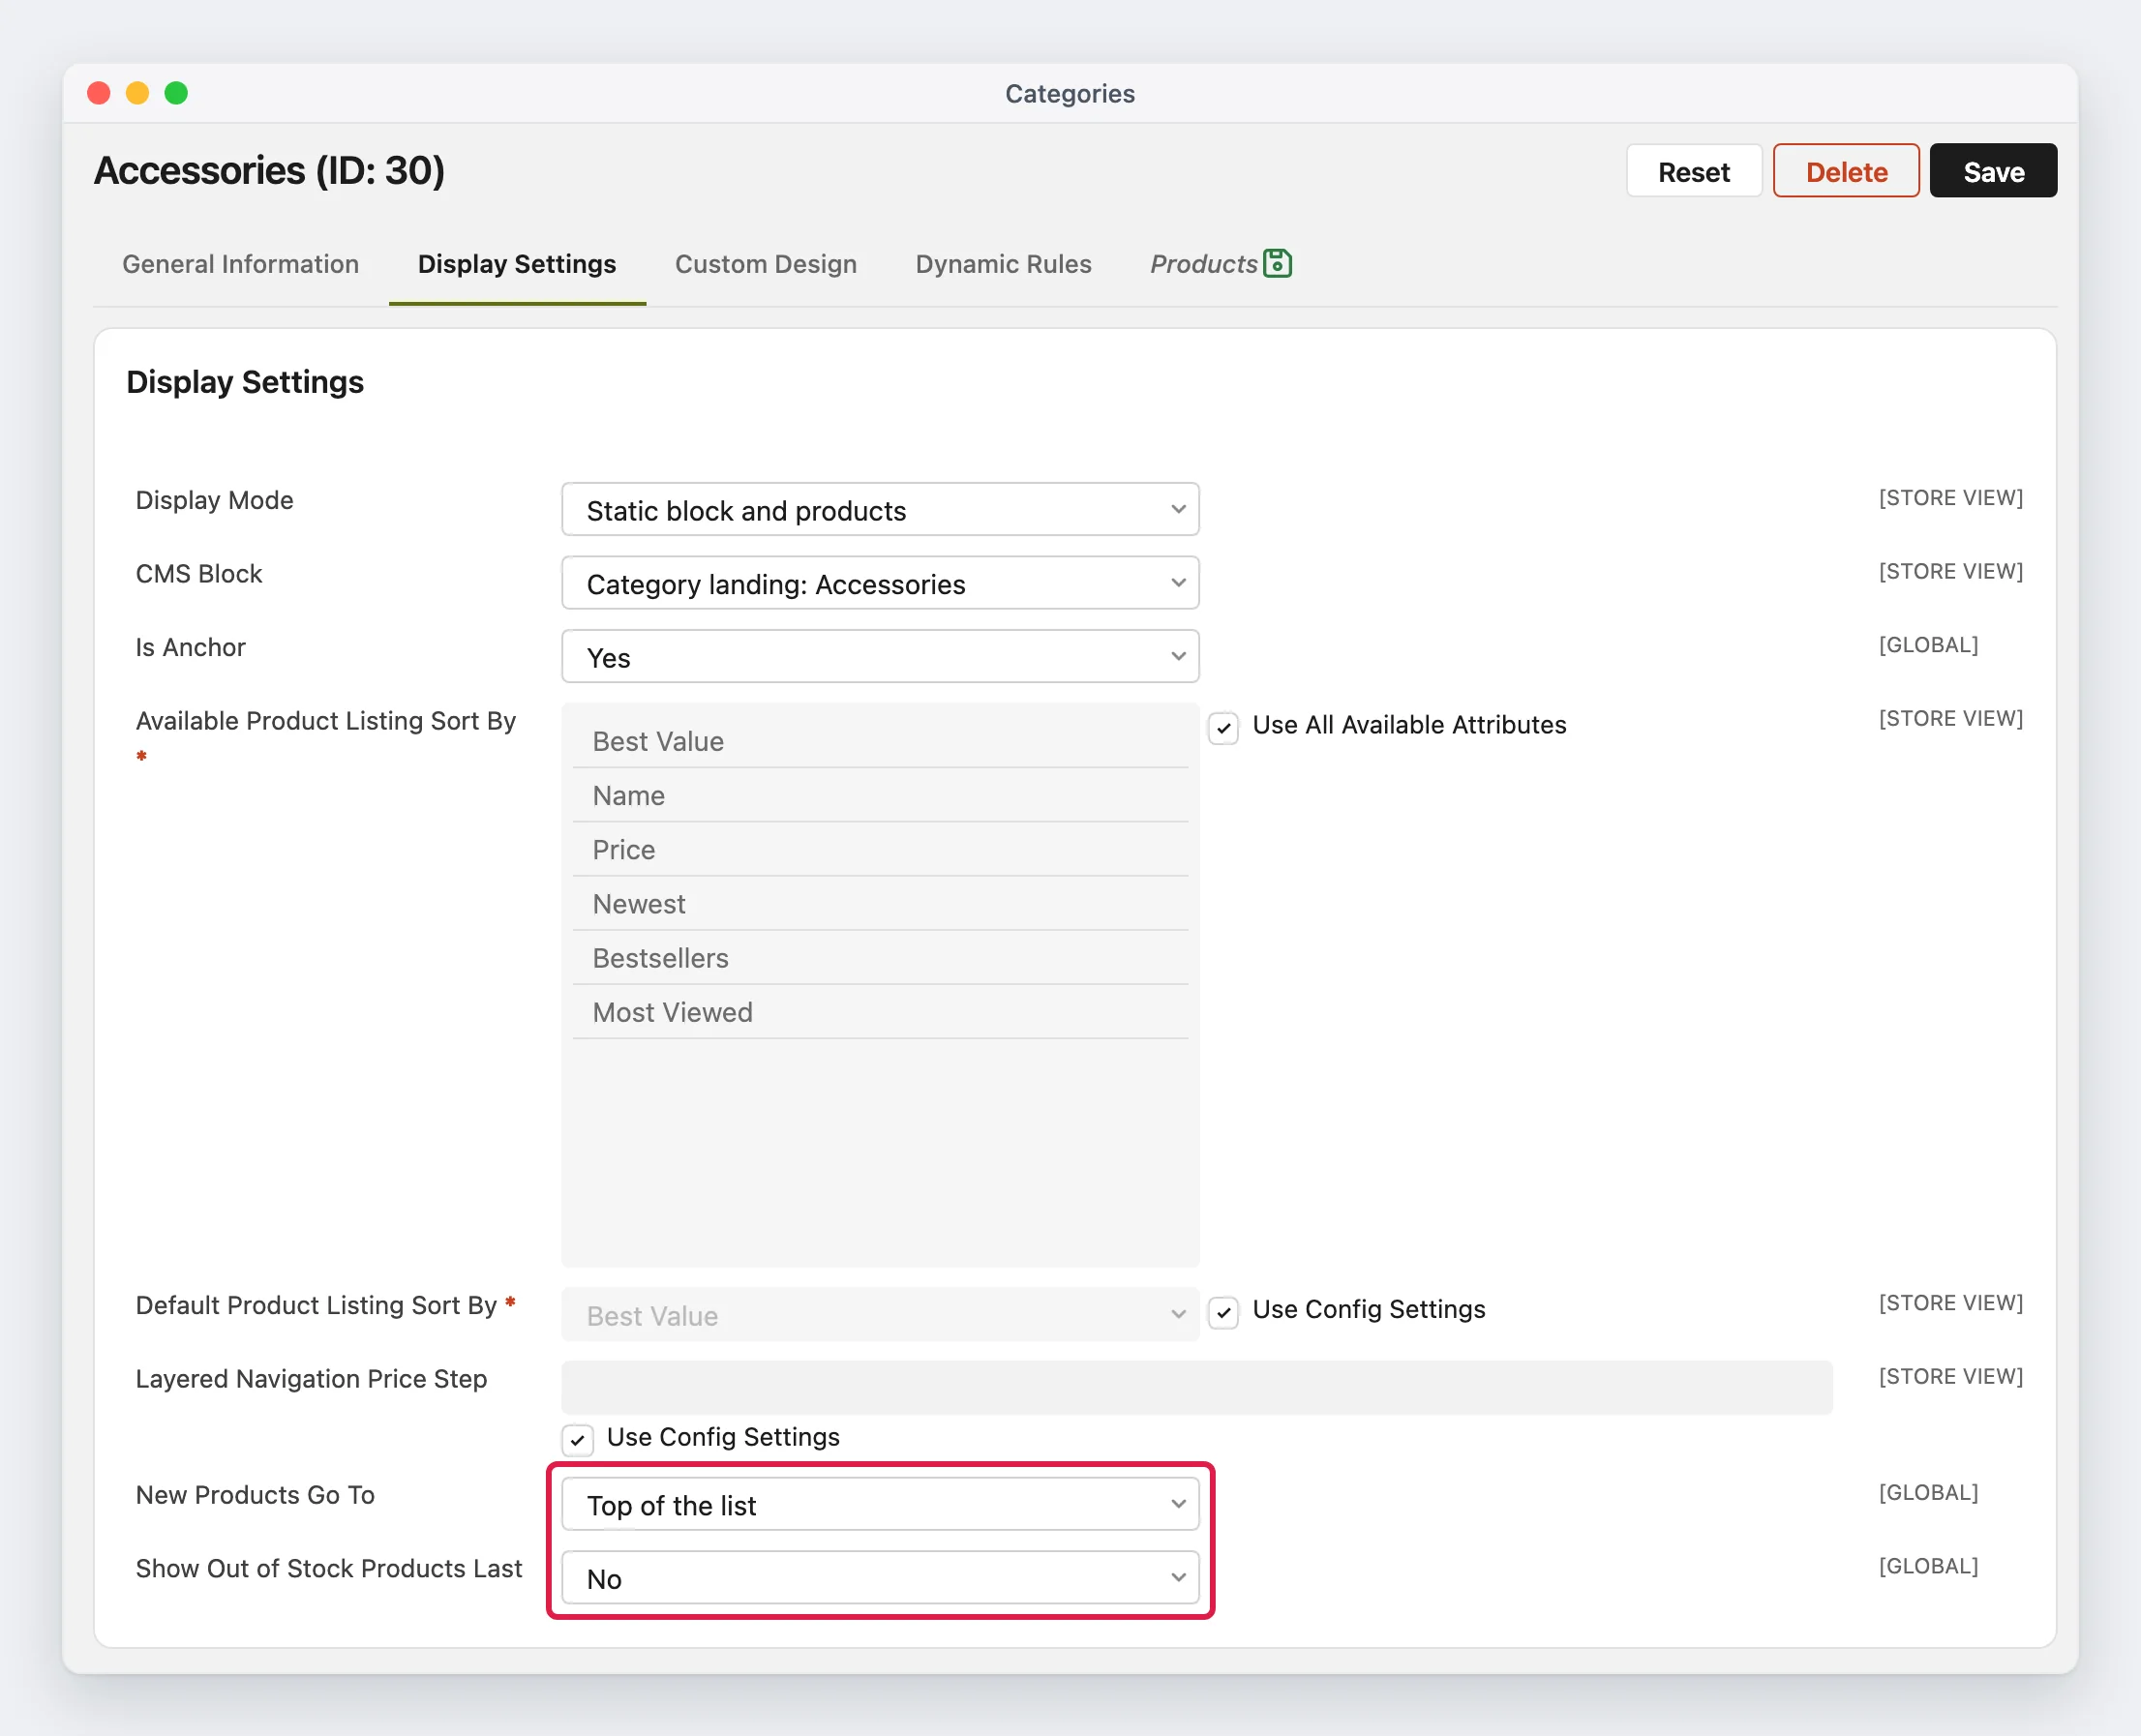 Categories
Accessories (ID: 30)
Reset
Delete
Save
General Information
Display Settings
Custom Design
Dynamic Rules
Products
Display Settings
Display Mode
Static block and products
[STORE VIEW]
CMS Block
Category landing: Accessories
[STORE VIEW]
Is Anchor
Yes
[GLOBAL]
Available Product Listing Sort By
*
Best Value
Name
Price
Newest
Bestsellers
Most Viewed
Use All Available Attributes
[STORE VIEW]
Default Product Listing Sort By *
Best Value
Use Config Settings
[STORE VIEW]
Layered Navigation Price Step
[STORE VIEW]
Use Config Settings
New Products Go To
Top of the list
[GLOBAL]
Show Out of Stock Products Last
No
[GLOBAL]